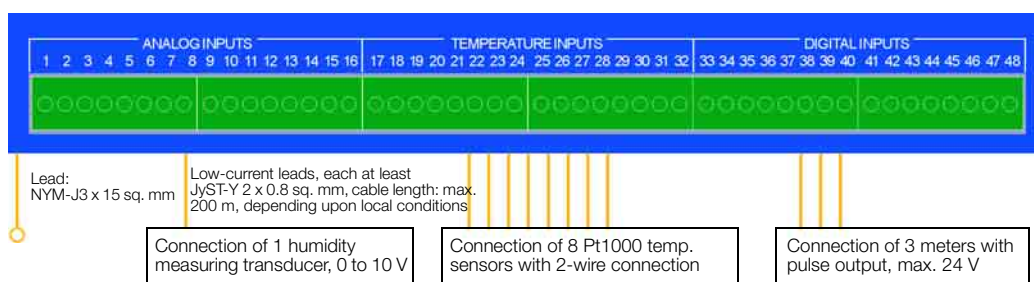 ANALOG INPUTS TEMPERATURE INPUTS DIGITAL INPUTS
1 2 3 4 5 6 7 8 9 10 11 12 13 14 15 16 17 18 19 20 21 22 23 24 25 26 27 28 29 30 31 32 33 34 35 36 37 38 39 40 41 42 43 44 45 46 47 48
Lead:
NYM-J3 x 15 sq. mm
Low-current leads, each at least
JyST-Y 2 x 0.8 sq. mm, cable length: max.
200 m, depending upon local conditions
Connection of 1 humidity
measuring transducer, 0 to 10 V
Connection of 8 Pt1000 temp.
sensors with 2-wire connection
Connection of 3 meters with
pulse output, max. 24 V